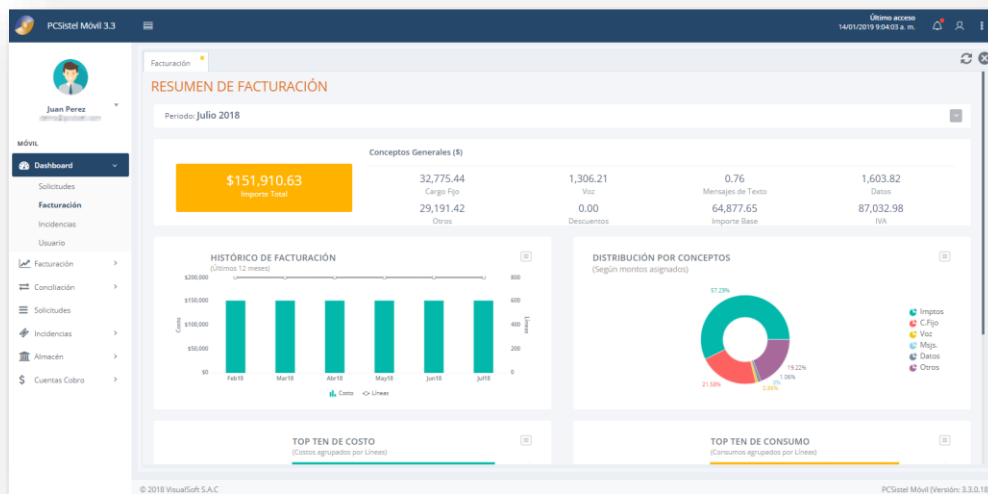 PCSistel Móvil 3.3
Último acceso
14/01/2019 9:04:03 a. m.
Juan Perez
MÓVIL
Dashboard
Solicitudes
Facturación
Incidencias
Usuario
Facturación
Conciliación
Solicitudes
Incidencias
Almacén
$ Cuentas Cobro
Facturación
RESUMEN DE FACTURACIÓN
Periodo: Julio 2018
Conceptos Generales ($)
$151,910.63
Importe Total
32,775.44 1,306.21 0.76 1,603.82
Cargo Fijo Voz Mensajes de Texto Datos
29,191.42 0.00 64,877.65 87,032.98
Otros Descuentos Importe Base IVA
HISTÓRICO DE FACTURACIÓN
(Últimos 12 meses)
$200,000 800
$150,000 600
$100,000 400
$50,000 200
$0 0
Costo
Líneas
Feb18 Mar18 Abr18 May18 Jun18 Jul18
Costo Líneas
DISTRIBUCIÓN POR CONCEPTOS
(Según montos asignados)
57.29%
19.22%
1.06%
0%
21.58%
Imptos
C.Fijo
Voz
Msjs.
Datos
Otros
TOP TEN DE COSTO
(Costos agrupados por Líneas)
TOP TEN DE CONSUMO
(Consumos agrupados por Líneas)
© 2018 VisualSoft S.A.C
PCSistel Móvil (Versión: 3.3.0.18